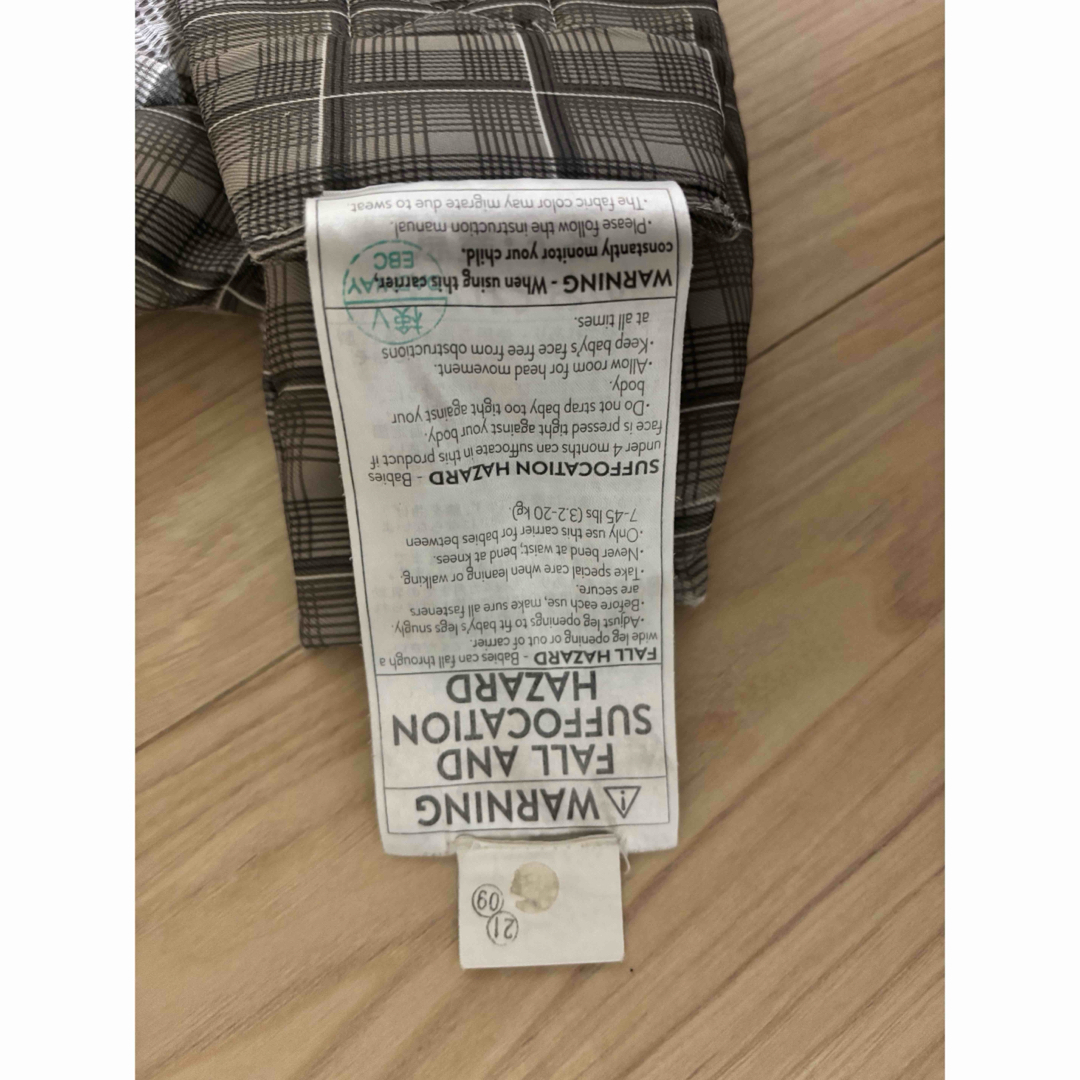 ⚠ WARNING
FALL AND
SUFFOCATION
HAZARD
FALL HAZARD - Babies can fall through a
wide leg opening or out of carrier.
•Adjust leg openings to fit baby's legs snugly.
•Before each use, make sure all fasteners
are secure.
•Take special care when leaning or walking.
•Never bend at waist; bend at knees.
•Only use this carrier for babies between
7-45 lbs (3.2-20 kg).
SUFFOCATION HAZARD - Babies
under 4 months can suffocate in this product if
face is pressed tight against your body.
•Do not strap baby too tight against your
body.
•Allow room for head movement.
•Keep baby's face free from obstructions
at all times.
WARNING - When using this carrier,
constantly monitor your child.
•Please follow the instruction manual.
•The fabric color may migrate due to sweat.
検V
EBC
21
09